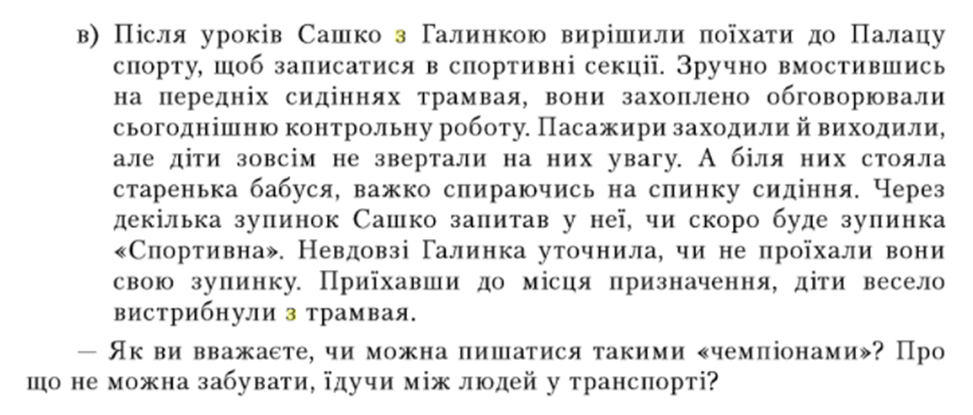 в) Після уроків Сашко з Галинкою вирішили поїхати до Палацу
спорту, щоб записатися в спортивні секції. Зручно вмостившись
на передніх сидіннях трамвая, вони захоплено обговорювали
сьогоднішню контрольну роботу. Пасажири заходили й виходили,
але діти зовсім не звертали на них увагу. А біля них стояла
старенька бабуся, важко спираючись на спинку сидіння. Через
декілька зупинок Сашко запитав у неї, чи скоро буде зупинка
«Спортивна». Невдовзі Галинка уточнила, чи не проїхали вони
свою зупинку. Приїхавши до місця призначення, діти весело
вистрибнули з трамвая.
— Як ви вважаєте, чи можна пишатися такими «чемпіонами»? Про
що не можна забувати, їдучи між людей у транспорті?